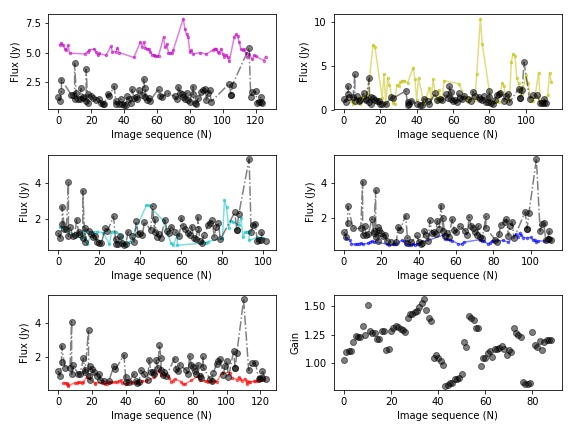 7.5
5.0
2.5
Flux (Jy)
0 20 40 60 80 100 120
Image sequence (N)
10
5
0
Flux (Jy)
0 20 40 60 80 100
Image sequence (N)
4
2
Flux (Jy)
0 20 40 60 80 100
Image sequence (N)
4
2
Flux (Jy)
0 20 40 60 80 100
Image sequence (N)
4
2
Flux (Jy)
0 20 40 60 80 100 120
Image sequence (N)
1.50
1.25
1.00
Gain
0 20 40 60 80
Image sequence (N)